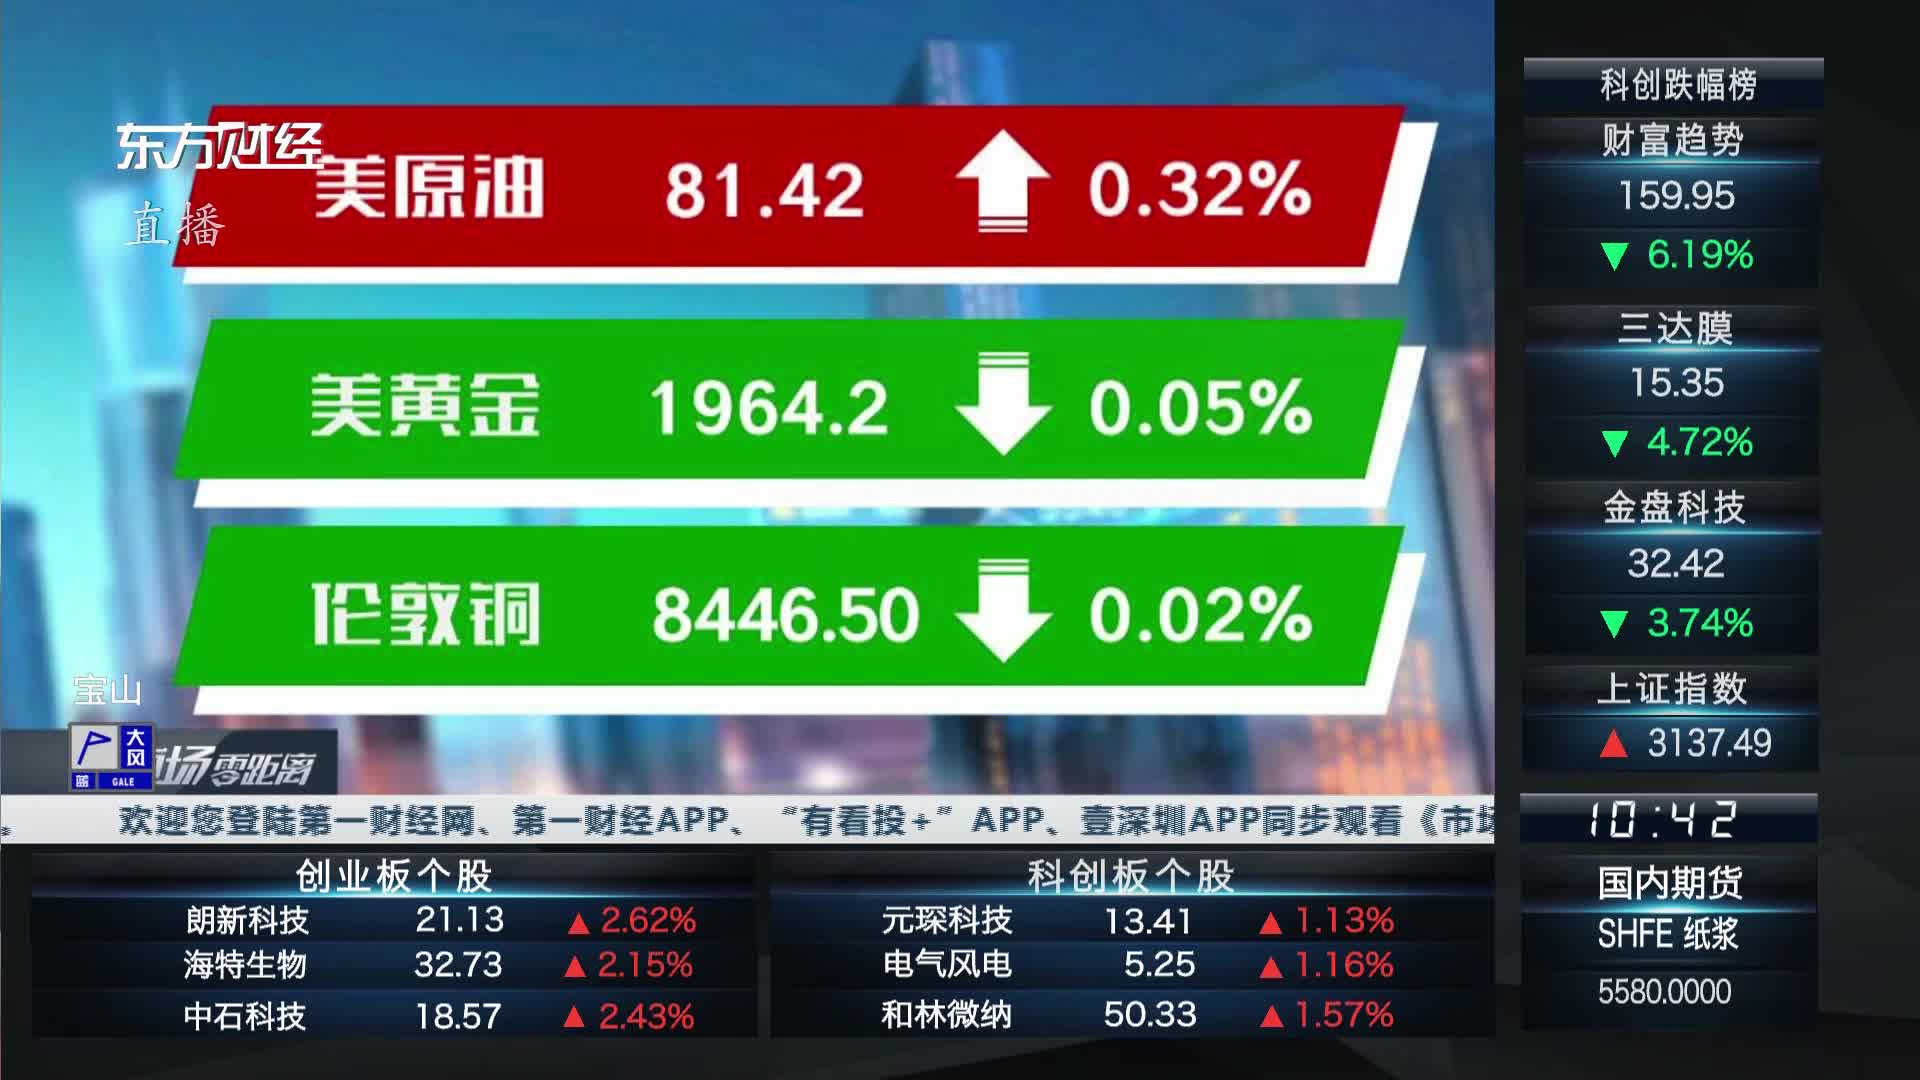 东方财经
直播
美原油 81.42 0.32%
美黄金 1964.2 0.05%
伦敦铜 8446.50 0.02%
宝山
大风
蓝 GALE
场零距离
欢迎您登陆第一财经网、第一财经APP、“有看投+”APP、壹深圳APP同步观看《市场
创业板个股
朗新科技 21.13 ▲ 2.62%
海特生物 32.73 ▲ 2.15%
中石科技 18.57 ▲ 2.43%
科创板个股
元琛科技 13.41 ▲ 1.13%
电气风电 5.25 ▲ 1.16%
和林微纳 50.33 ▲ 1.57%
科创跌幅榜
财富趋势
159.95
▼ 6.19%
三达膜
15.35
▼ 4.72%
金盘科技
32.42
▼ 3.74%
上证指数
▲ 3137.49
10:42
国内期货
SHFE 纸浆
5580.0000